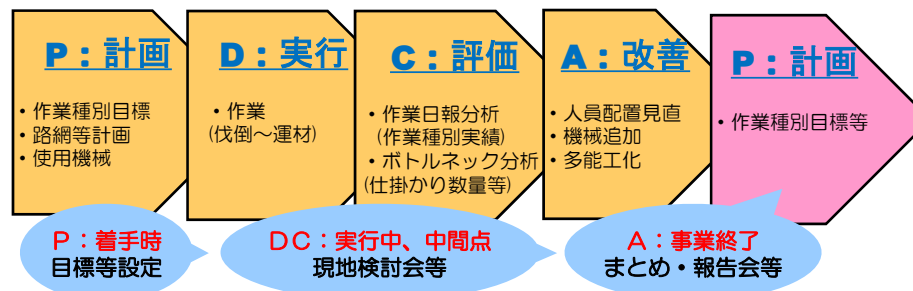 P：計画
・作業種別目標
・路網等計画
・使用機械
D：実行
・作業
(伐倒～運材)
C：評価
・作業日報分析
(作業種別実績)
・ボトルネック分析
(仕掛かり数量等)
A：改善
・人員配置見直
・機械追加
・多能工化
P：計画
・作業種別目標等
P：着手時
目標等設定
DC：実行中、中間点
現地検討会等
A：事業終了
まとめ・報告会等